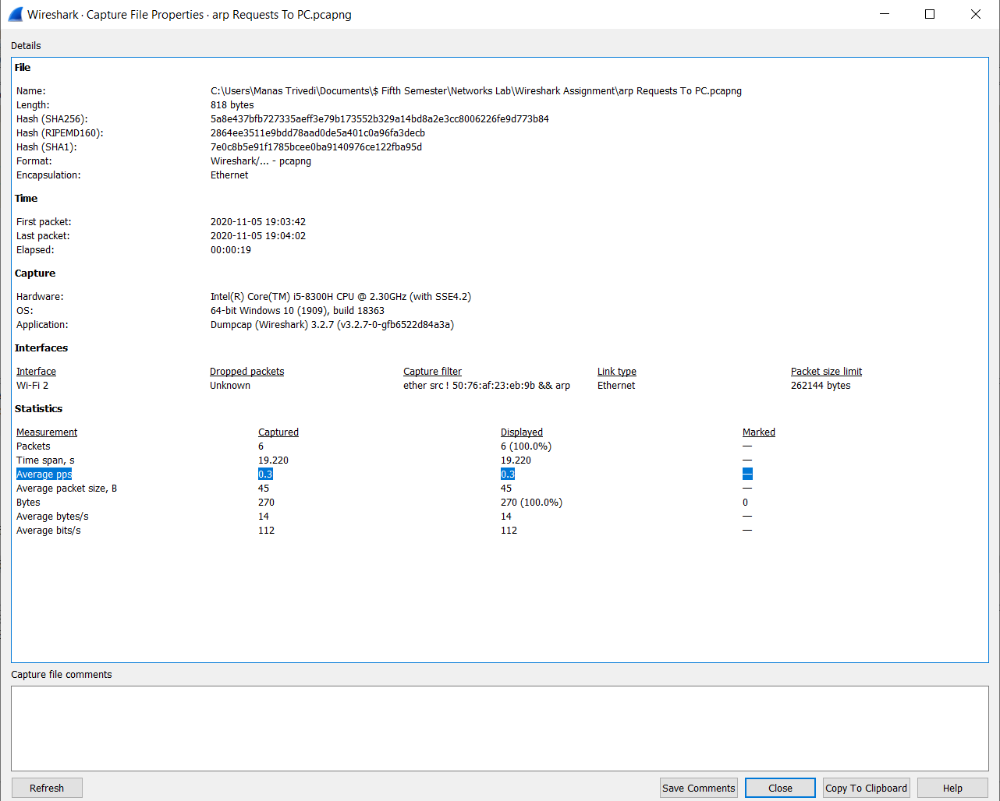 Wireshark · Capture File Properties · arp Requests To PC.pcapng
Details
File
Name: C:\Users\Manas Trivedi\Documents\$ Fifth Semester\Networks Lab\Wireshark Assignment\arp Requests To PC.pcapng
Length: 818 bytes
Hash (SHA256): 5a8e437bfb727335aeff3e79b173552b329a14bd8a2e3cc8006226fe9d773b84
Hash (RIPEMD160): 2864ee3511e9bdd78aad0de5a401c0a96fa3decb
Hash (SHA1): 7e0c8b5e91f1785bcee0ba9140976ce122fba95d
Format: Wireshark/... - pcapng
Encapsulation: Ethernet
Time
First packet: 2020-11-05 19:03:42
Last packet: 2020-11-05 19:04:02
Elapsed: 00:00:19
Capture
Hardware: Intel(R) Core(TM) i5-8300H CPU @ 2.30GHz (with SSE4.2)
OS: 64-bit Windows 10 (1909), build 18363
Application: Dumpcap (Wireshark) 3.2.7 (v3.2.7-0-gfb6522d84a3a)
Interfaces
Interface Dropped packets Capture filter Link type Packet size limit
Wi-Fi 2 Unknown ether src ! 50:76:af:23:eb:9b && arp Ethernet 262144 bytes
Statistics
Measurement Captured Displayed Marked
Packets 6 6 (100.0%) —
Time span, s 19.220 19.220 —
Average pps 0.3 0.3 —
Average packet size, B 45 45 —
Bytes 270 270 (100.0%) 0
Average bytes/s 14 14 —
Average bits/s 112 112 —
Capture file comments
Refresh Save Comments Close Copy To Clipboard Help